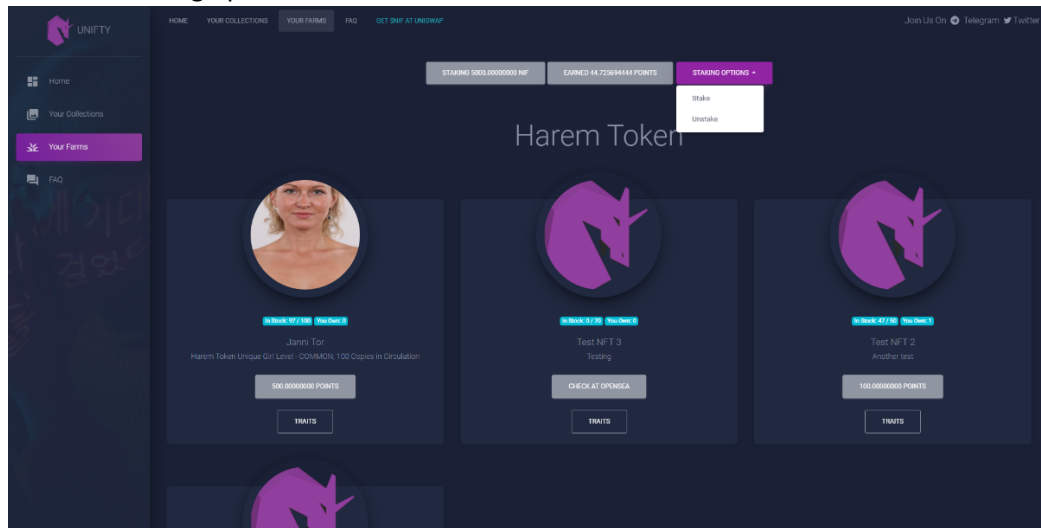 UNIFTY
HOME YOUR COLLECTIONS YOUR FARMS FAQ GET $NIF AT UNISWAP
Join Us On Telegram Twitter
Home
Your Collections
Your Farms
FAQ
STAKING 5000.00000000 NIF EARNED 44.725694444 POINTS STAKING OPTIONS
Stake
Unstake
Harem Token
In Stock: 97 / 100 You Own: 0
Janni Tor
Harem Token Unique Girl Level - COMMON, 100 Copies in Circulation
500.00000000 POINTS
TRAITS
In Stock: 0 / 70 You Own: 0
Test NFT 3
Testing
CHECK AT OPENSEA
TRAITS
In Stock: 47 / 50 You Own: 1
Test NFT 2
Another test
100.00000000 POINTS
TRAITS